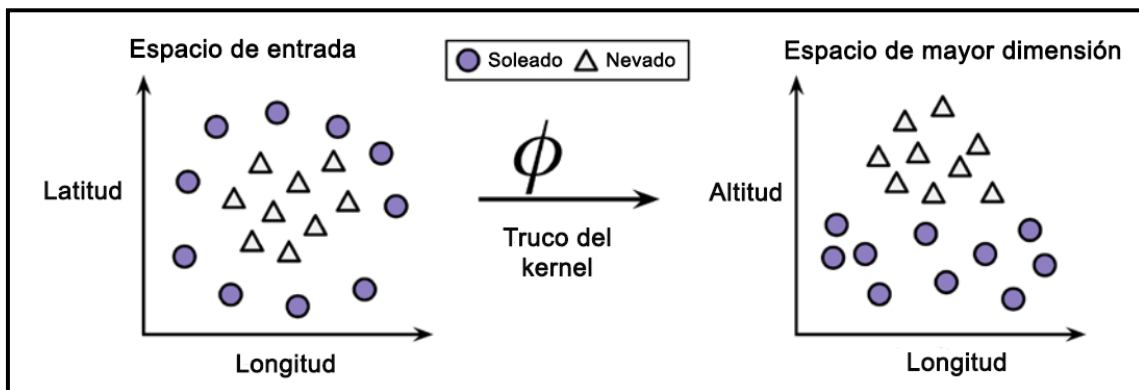 Espacio de entrada
Soleado Nevado
Espacio de mayor dimensión
Latitud
Longitud
ϕ
Truco del
kernel
Altitud
Longitud